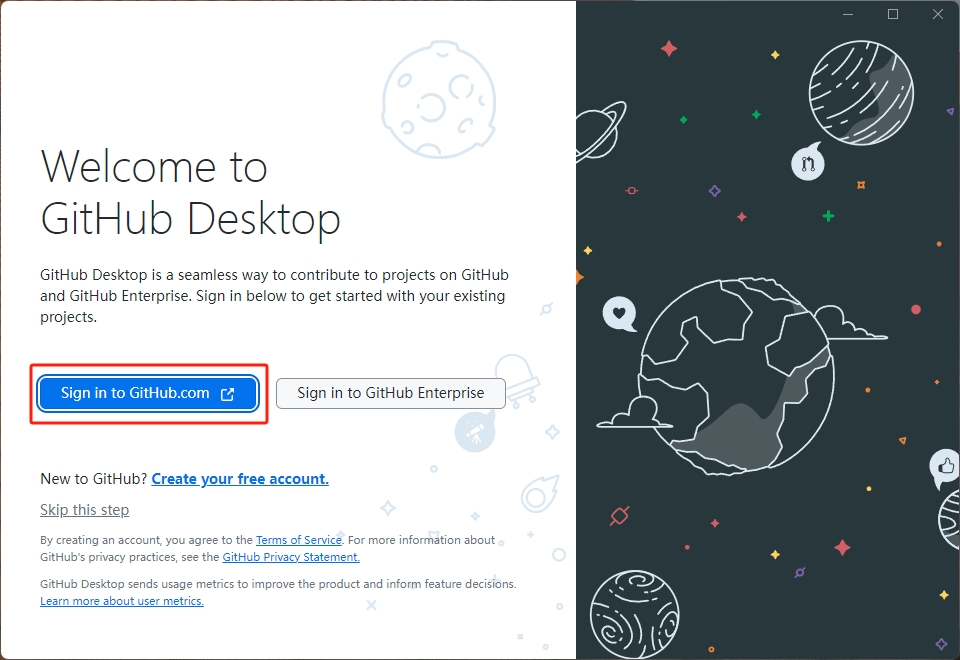 Welcome to
GitHub Desktop
GitHub Desktop is a seamless way to contribute to projects on GitHub
and GitHub Enterprise. Sign in below to get started with your existing
projects.
Sign in to GitHub.com
Sign in to GitHub Enterprise
New to GitHub? Create your free account.
Skip this step
By creating an account, you agree to the Terms of Service. For more information about
GitHub's privacy practices, see the GitHub Privacy Statement.
GitHub Desktop sends usage metrics to improve the product and inform feature decisions.
Learn more about user metrics.